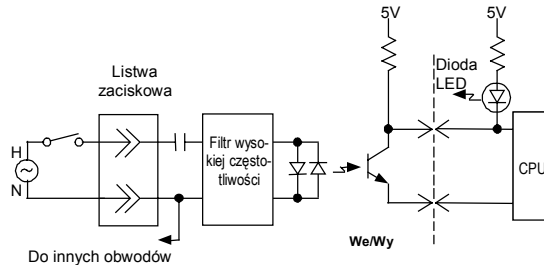 5V
5V
Listwa
zaciskowa
Dioda
LED
H
N
Filtr wyso-
kiej często-
tliwości
CPU
We/Wy
Do innych obwodów